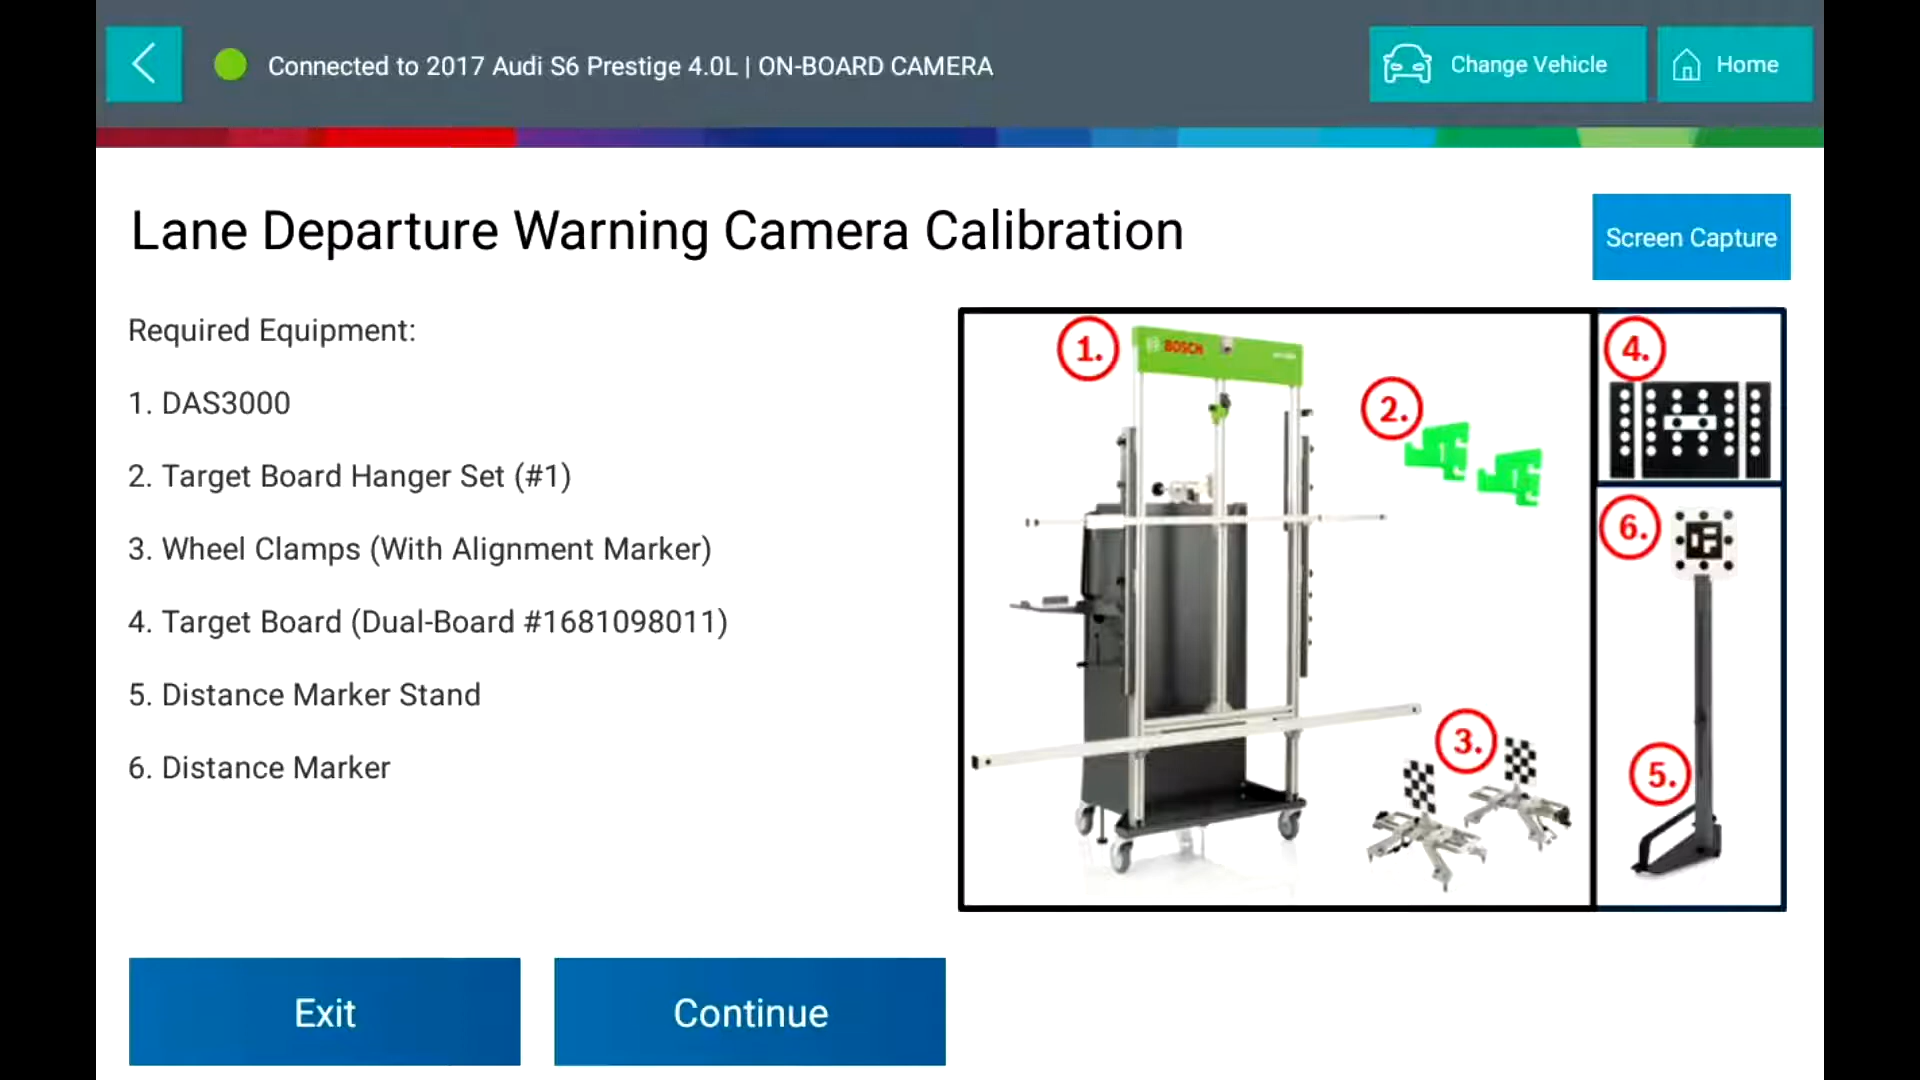 Connected to 2017 Audi S6 Prestige 4.0L | ON-BOARD CAMERA
Change Vehicle
Home
Lane Departure Warning Camera Calibration
Screen Capture
Required Equipment:
1. DAS3000
2. Target Board Hanger Set (#1)
3. Wheel Clamps (With Alignment Marker)
4. Target Board (Dual-Board #1681098011)
5. Distance Marker Stand
6. Distance Marker
1.
BOSCH
2.
3.
4.
6.
5.
Exit
Continue